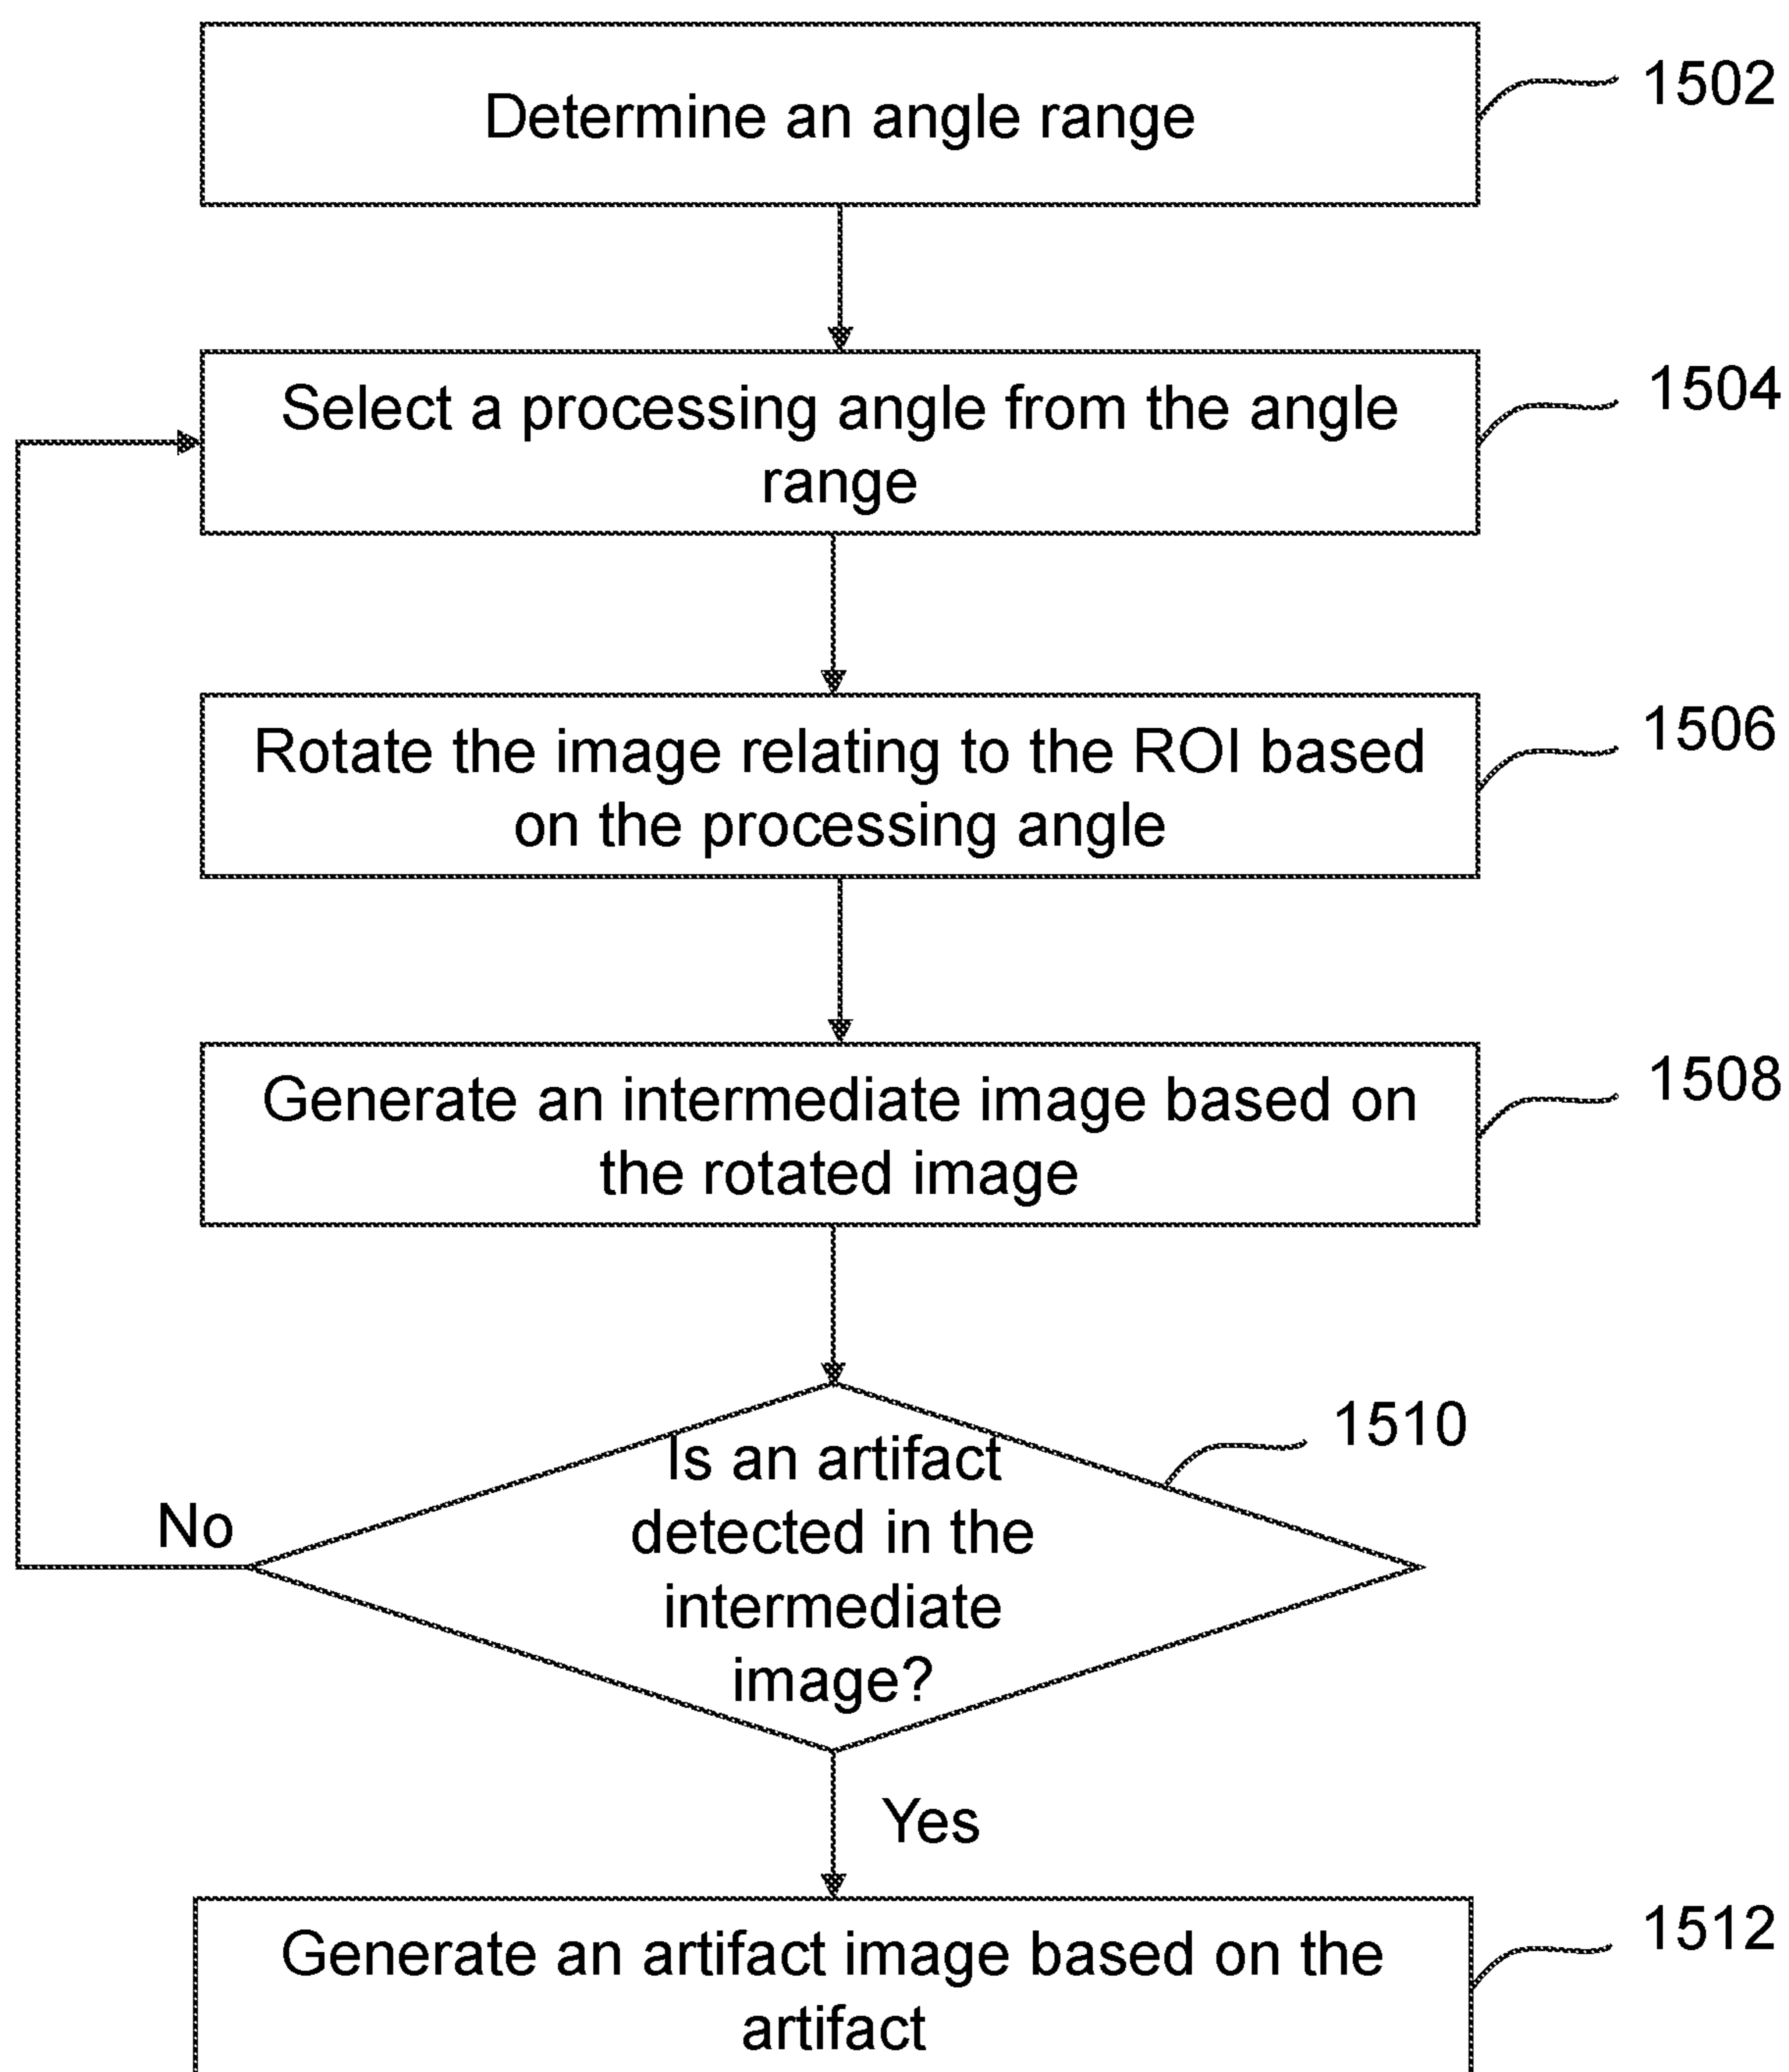 Determine an angle range
1502
Select a processing angle from the angle
range
1504
Rotate the image relating to the ROI based
on the processing angle
1506
Generate an intermediate image based on
the rotated image
1508
Is an artifact
detected in the
intermediate
image?
1510
No
Yes
Generate an artifact image based on the
artifact
1512